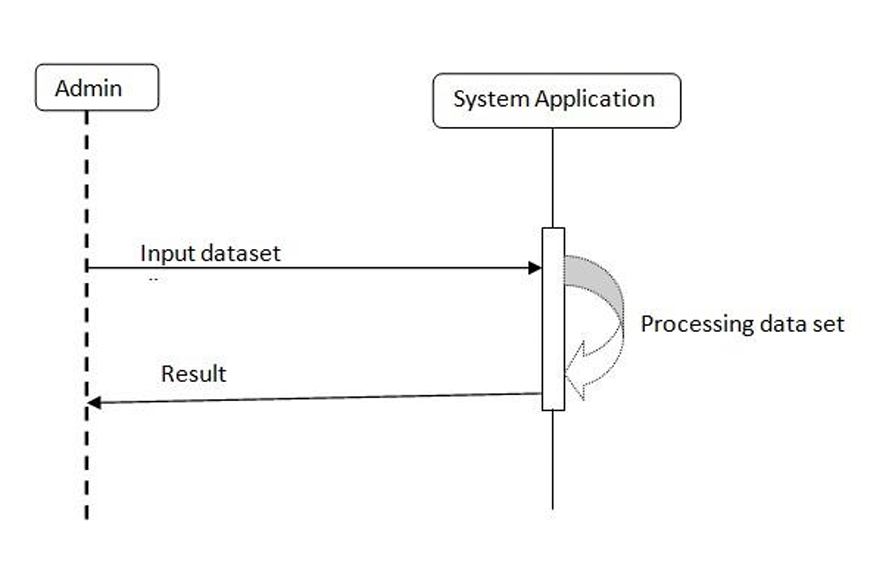 Admin
System Application
Input dataset
Processing data set
Result